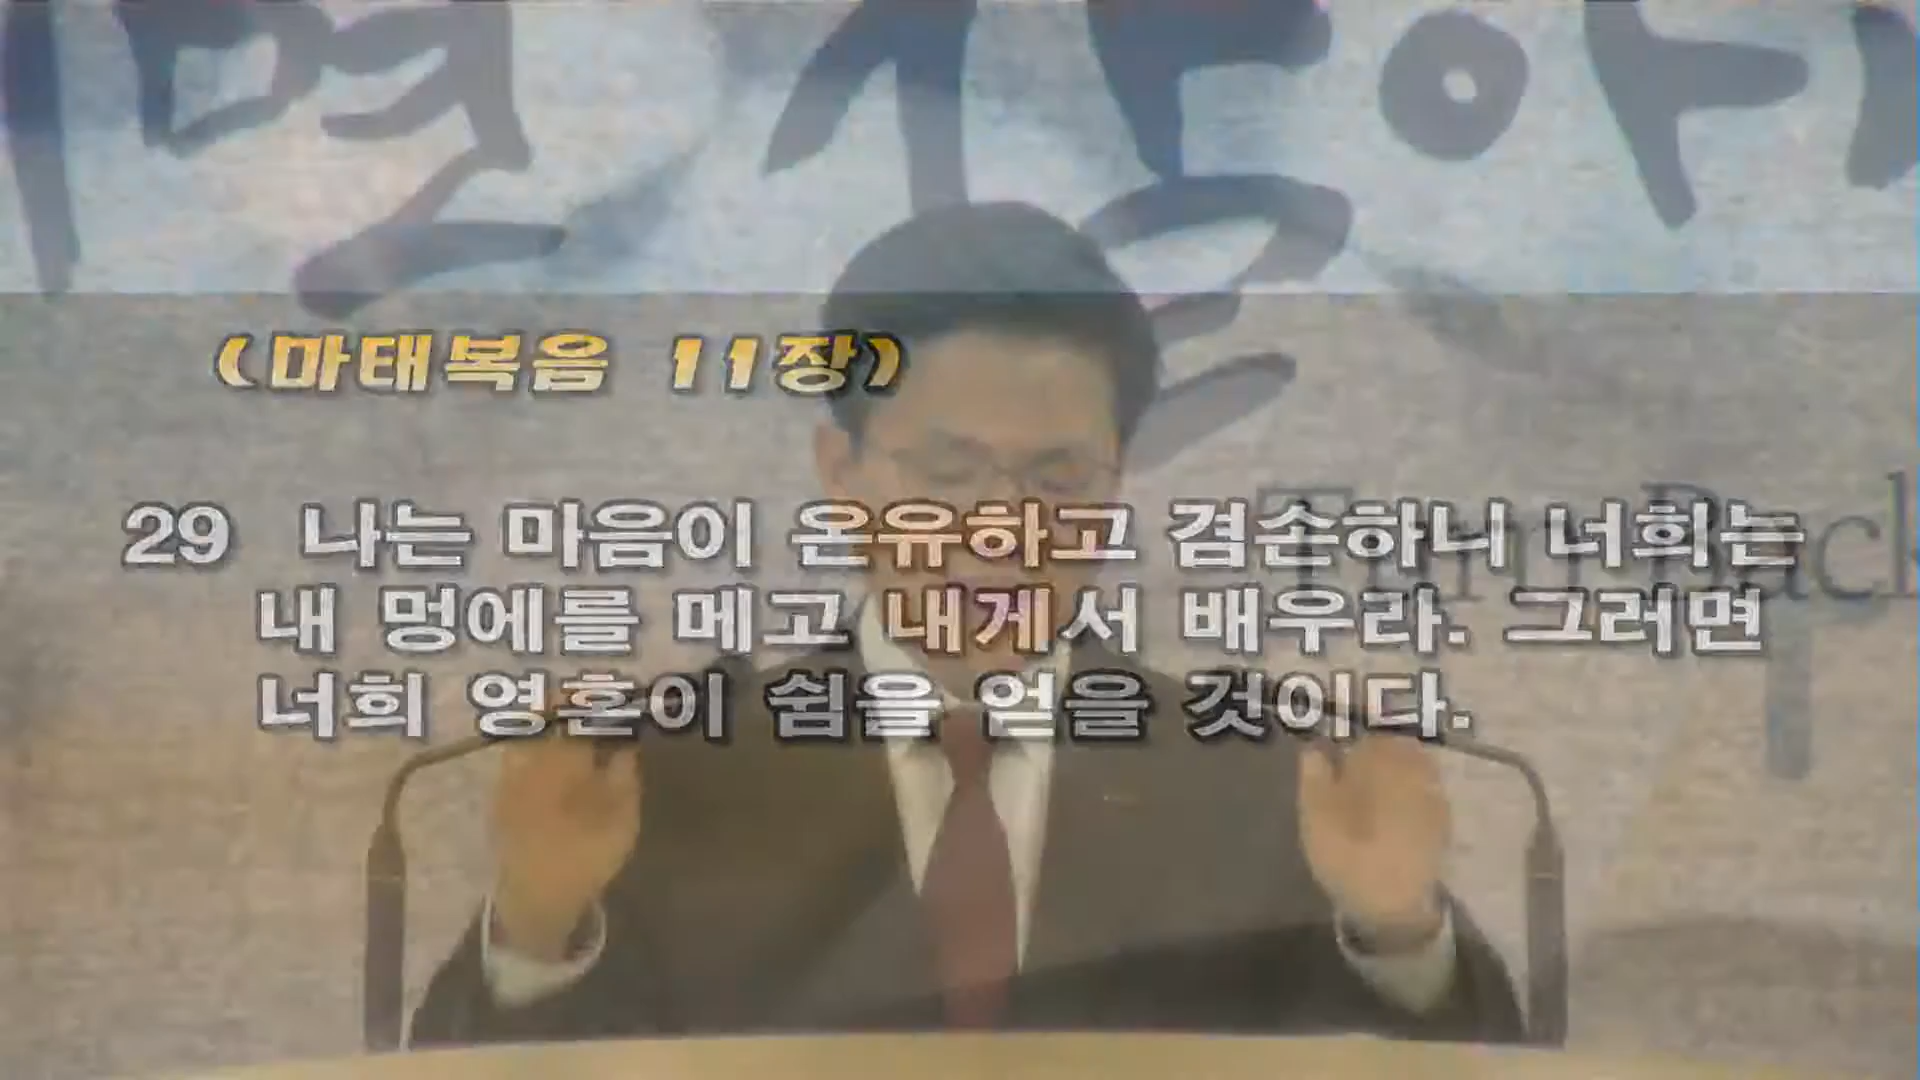 (마태복음 11장)
29 나는 마음이 온유하고 겸손하니 너희는
내 멍에를 메고 내게서 배우라. 그러면
너희 영혼이 쉼을 얻을 것이다.